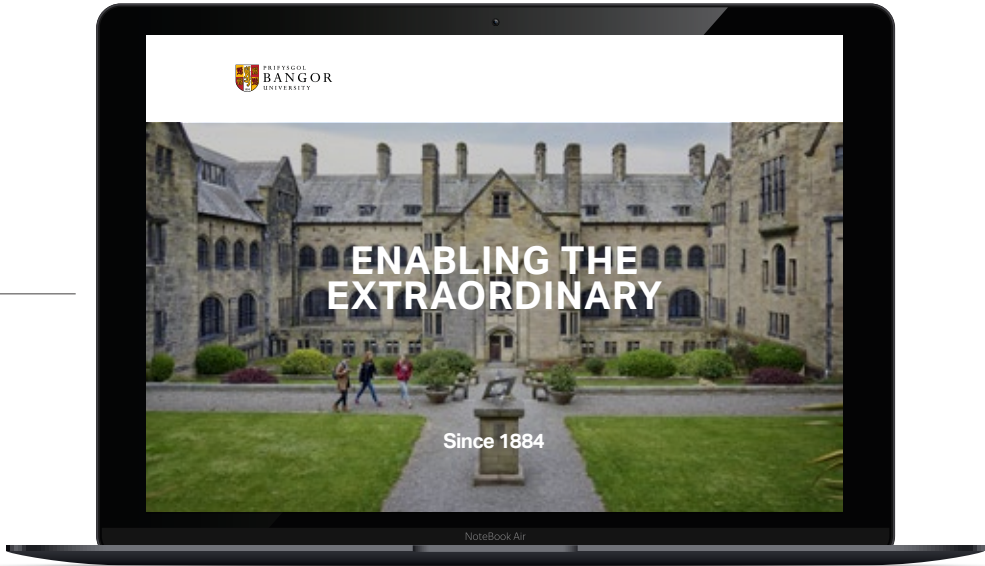 PRIFYSGOL
BANGOR
UNIVERSITY
ENABLING THE
EXTRAORDINARY
Since 1884
NoteBook Air